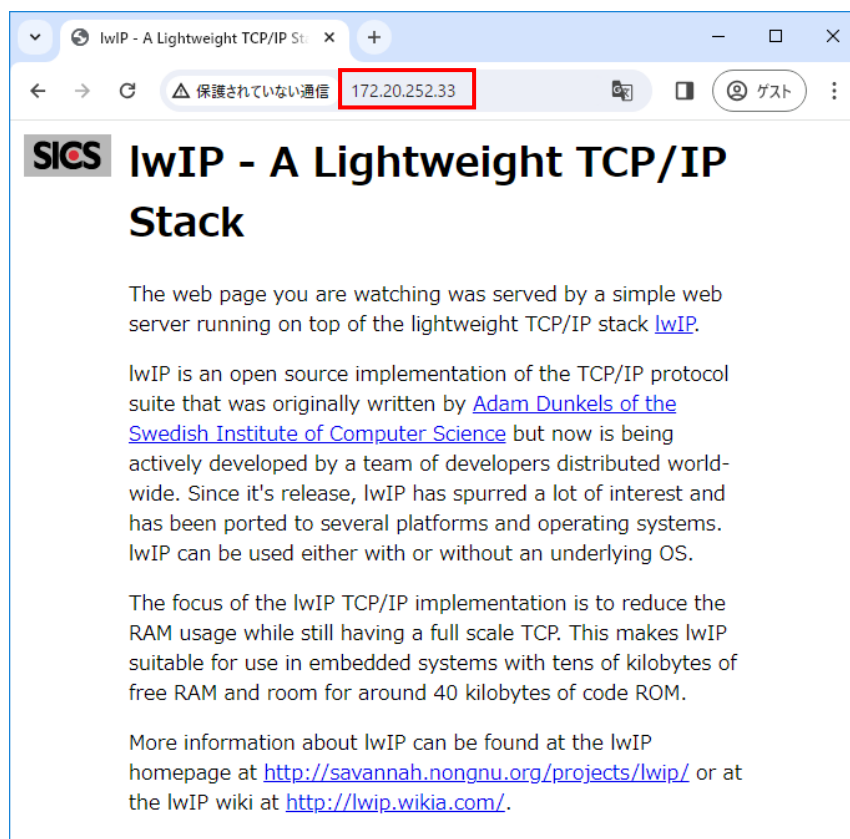 lwIP - A Lightweight TCP/IP St
保護されていない通信 172.20.252.33 ゲスト
SICS
lwIP - A Lightweight TCP/IP
Stack
The web page you are watching was served by a simple web
server running on top of the lightweight TCP/IP stack lwIP.
lwIP is an open source implementation of the TCP/IP protocol
suite that was originally written by Adam Dunkels of the
Swedish Institute of Computer Science but now is being
actively developed by a team of developers distributed world-
wide. Since it's release, lwIP has spurred a lot of interest and
has been ported to several platforms and operating systems.
lwIP can be used either with or without an underlying OS.
The focus of the lwIP TCP/IP implementation is to reduce the
RAM usage while still having a full scale TCP. This makes lwIP
suitable for use in embedded systems with tens of kilobytes of
free RAM and room for around 40 kilobytes of code ROM.
More information about lwIP can be found at the lwIP
homepage at http://savannah.nongnu.org/projects/lwip/ or at
the lwIP wiki at http://lwip.wikia.com/.